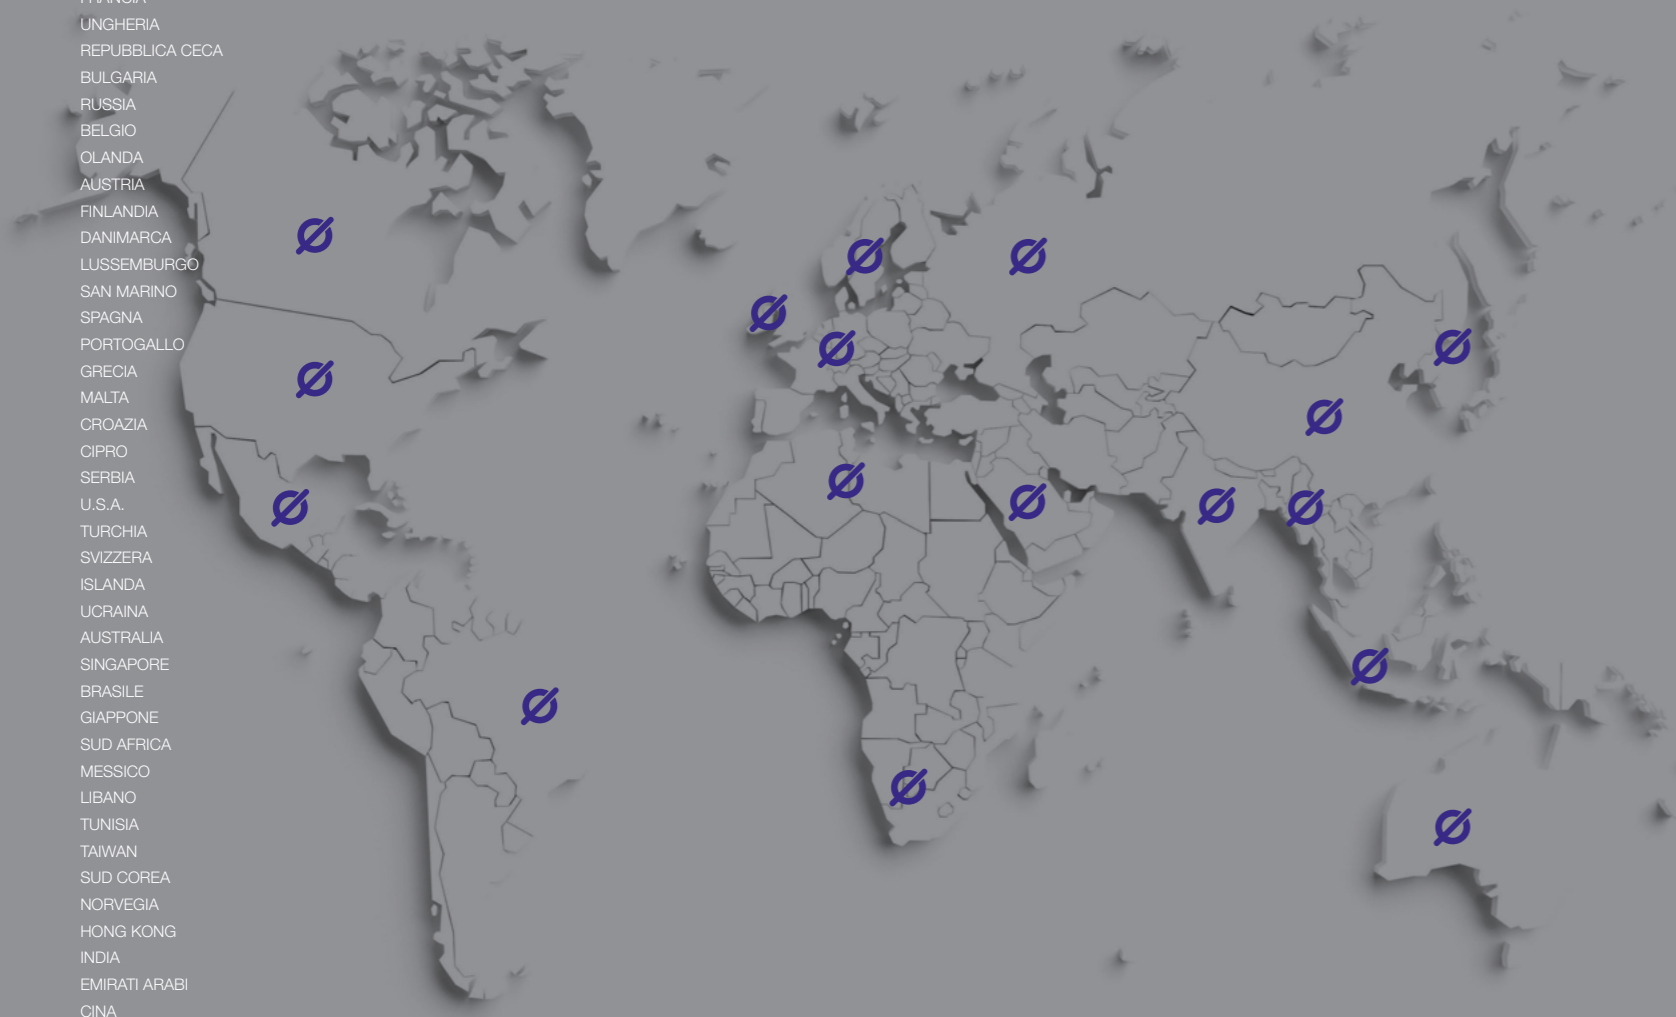 FRANCIA
UNGHERIA
REPUBBLICA CECA
BULGARIA
RUSSIA
BELGIO
OLANDA
AUSTRIA
FINLANDIA
DANIMARCA
LUSSEMBURGO
SAN MARINO
SPAGNA
PORTOGALLO
GRECIA
MALTA
CROAZIA
CIPRO
SERBIA
U.S.A.
TURCHIA
SVIZZERA
ISLANDA
UCRAINA
AUSTRALIA
SINGAPORE
BRASILE
GIAPPONE
SUD AFRICA
MESSICO
LIBANO
TUNISIA
TAIWAN
SUD COREA
NORVEGIA
HONG KONG
INDIA
EMIRATI ARABI
CINA